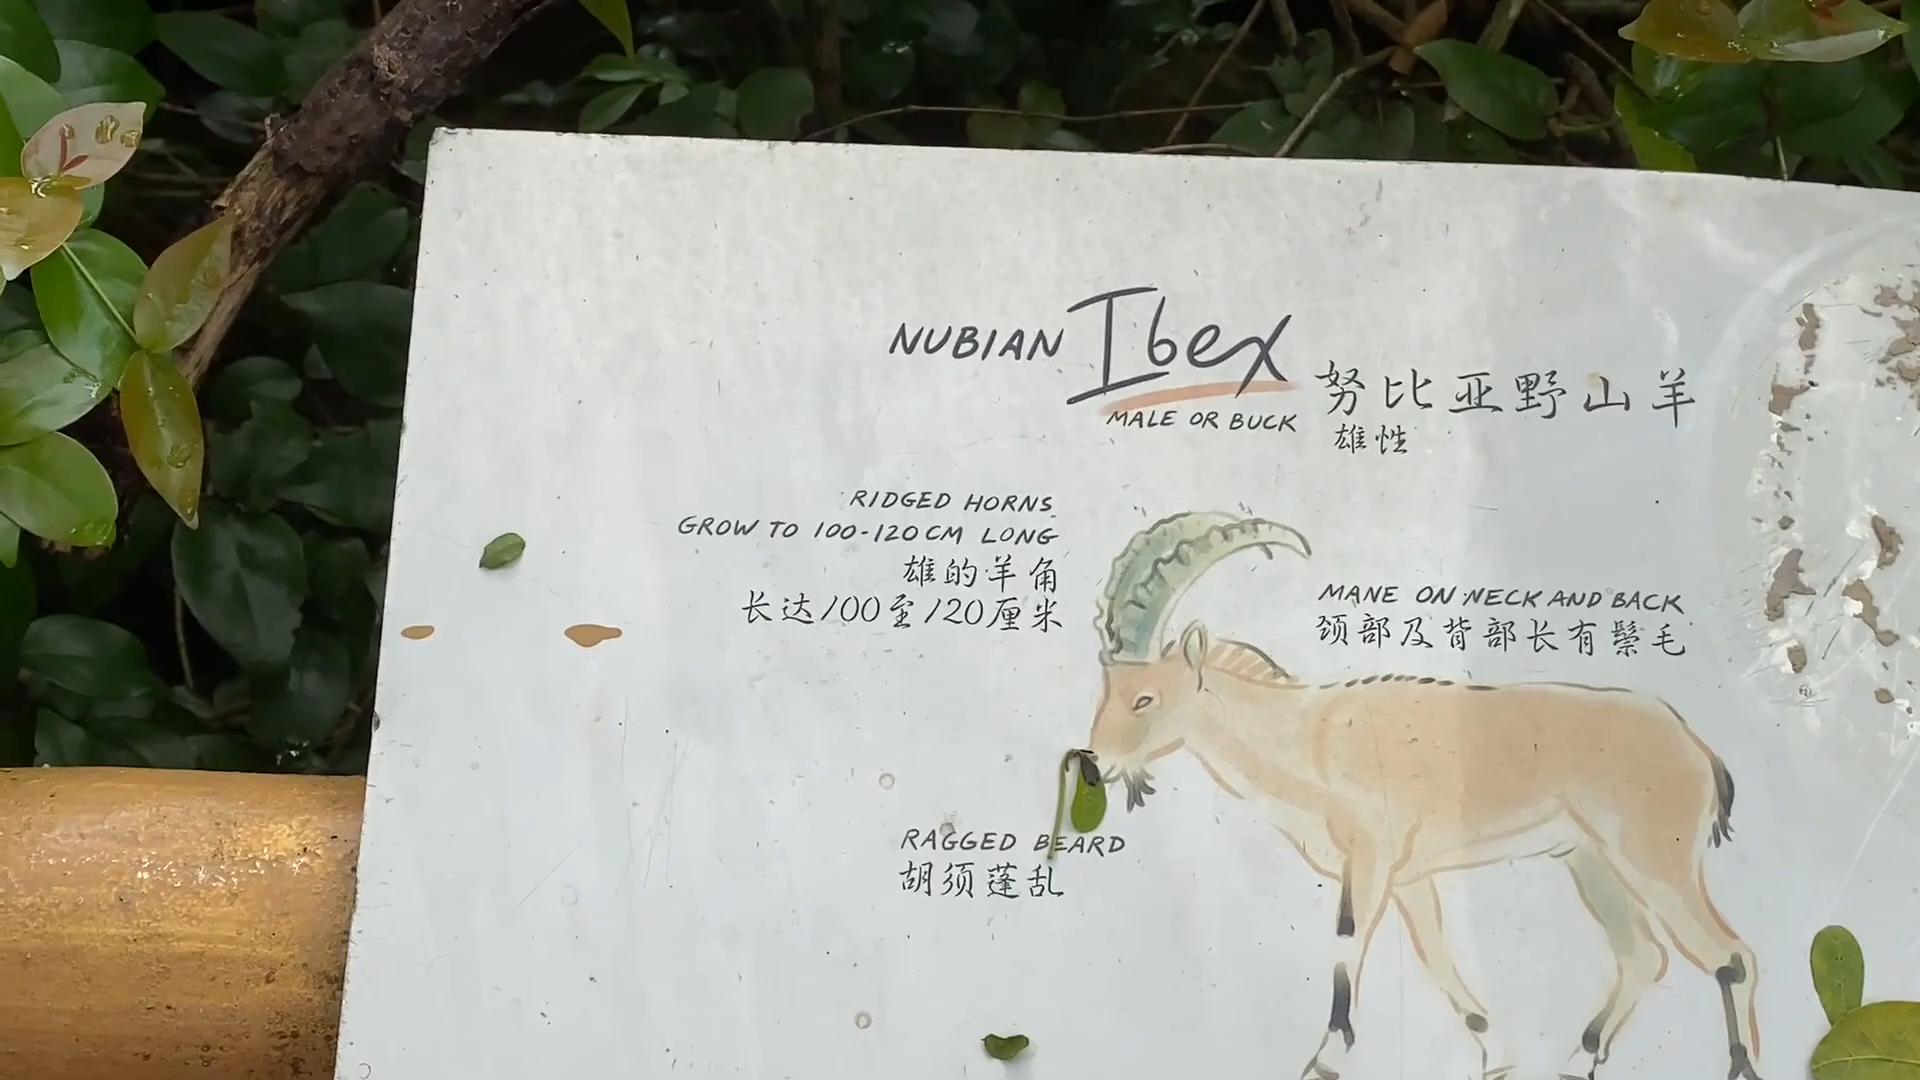 NUBIAN Ibex
努比亚野山羊
MALE OR BUCK
雄性
RIDGED HORNS
GROW TO 100-120CM LONG
雄的羊角
长达100至120厘米
MANE ON NECK AND BACK
颈部及背部长有鬃毛
RAGGED BEARD
胡须蓬乱